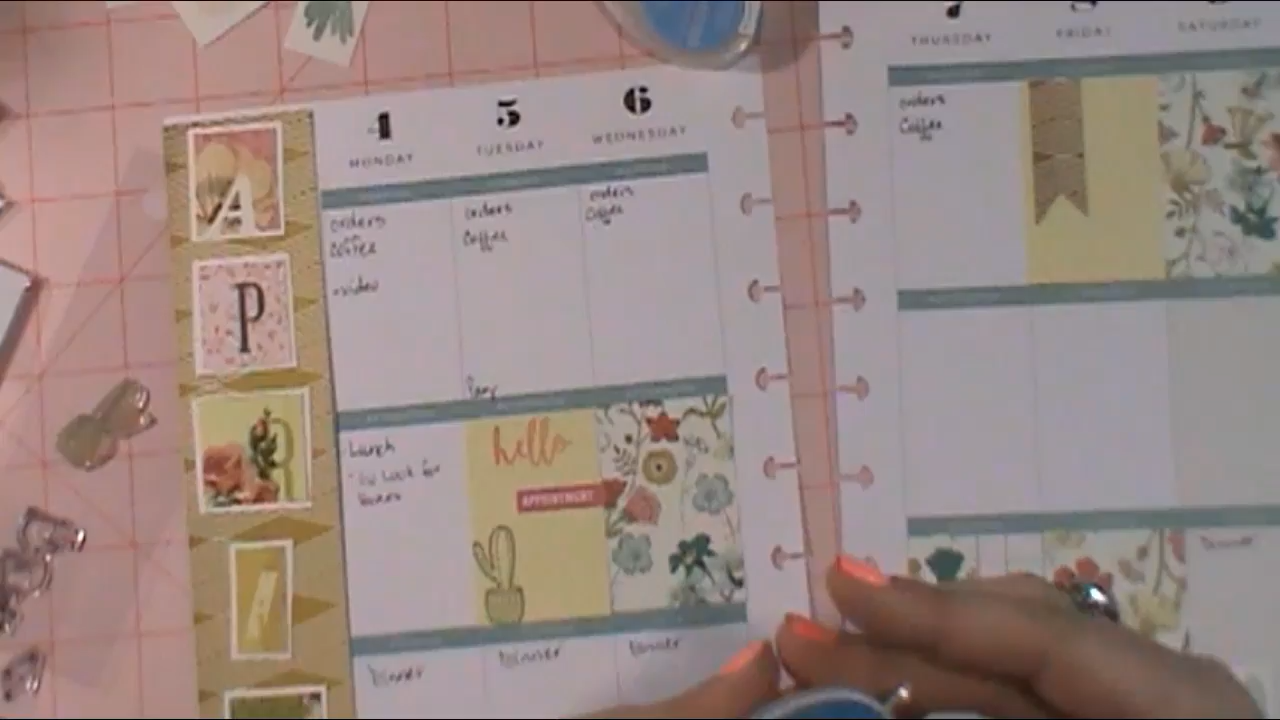 4
5
6
MONDAY
TUESDAY
WEDNESDAY
THURSDAY
FRIDAY
SATURDAY
A
P
orders
Coffee
-video
orders
Coffee
orders
Coffee
orders
Coffee
Lunch
hello
APPOINTMENT
Dinner
Dinner
Dinner